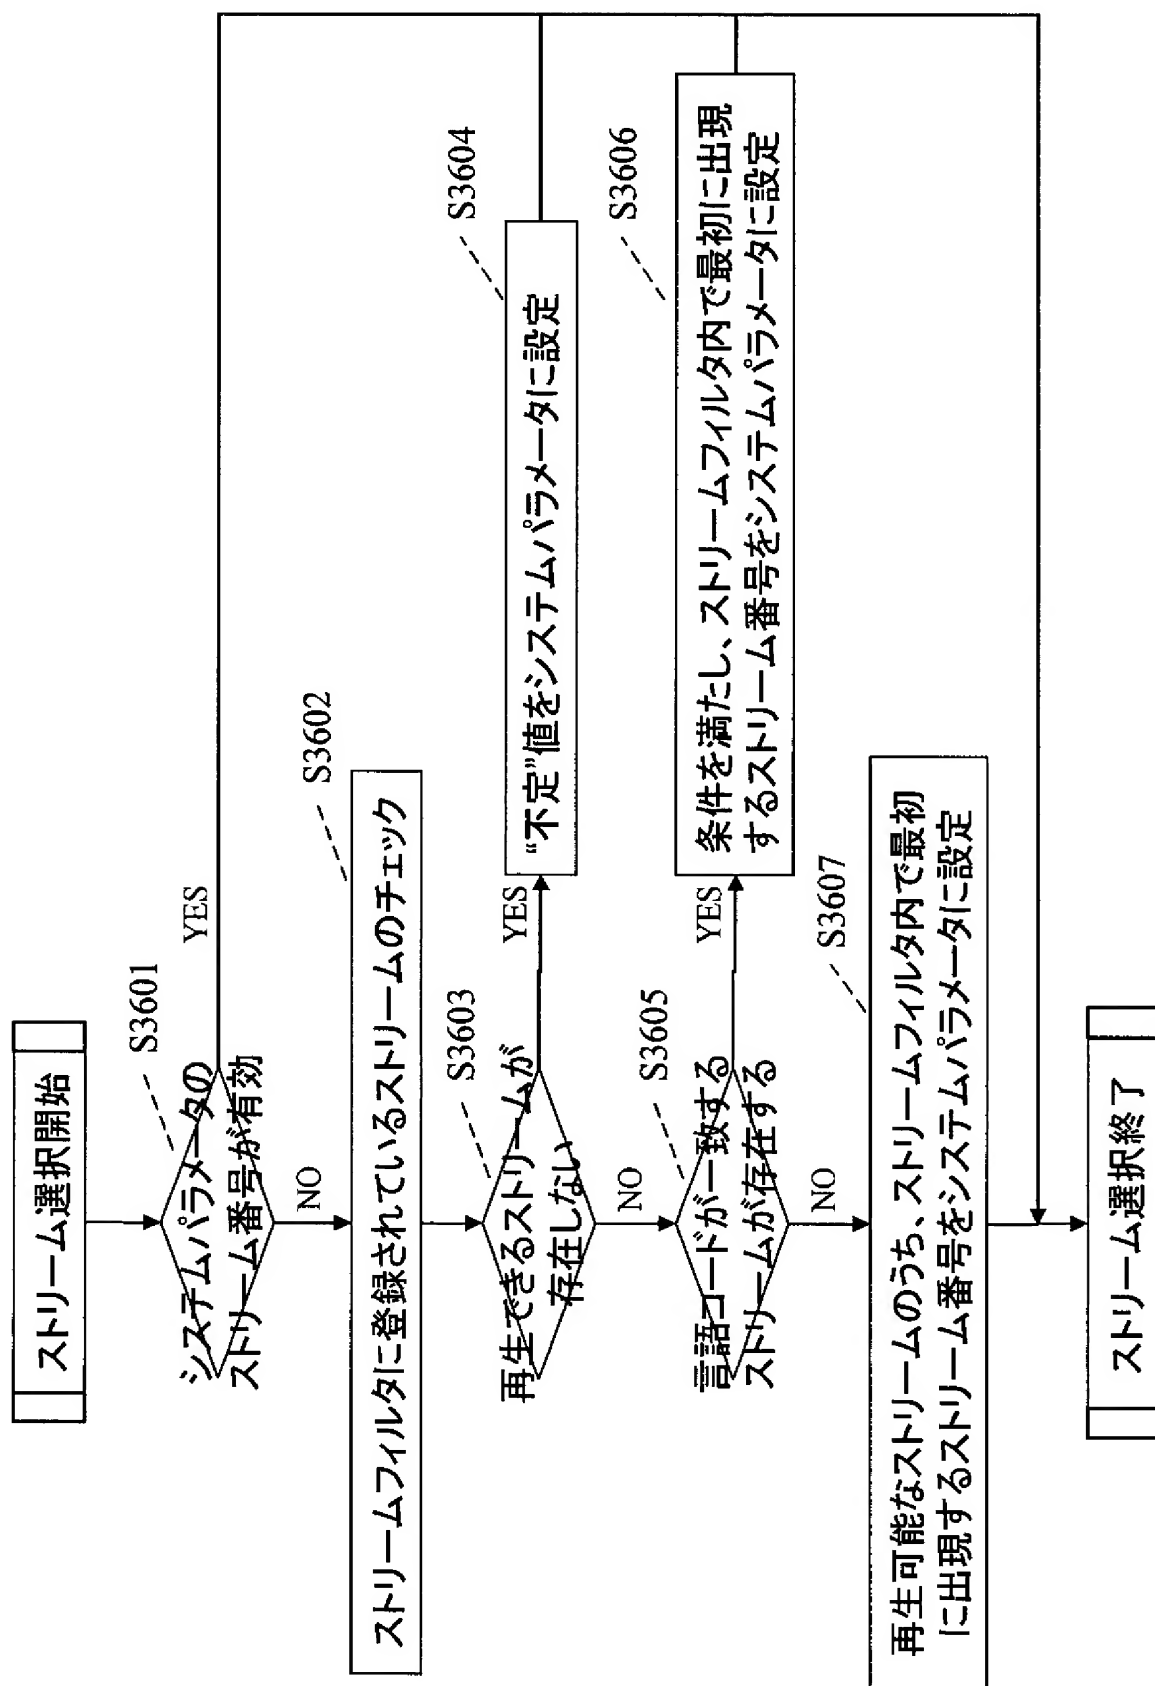 ストリーム選択開始
S3601
システムパラメータの
ストリーム番号が有効
YES
NO
S3602
ストリームフィルタに登録されているストリームのチェック
S3603
再生できるストリームが
存在しない
YES
NO
S3604
“不定”値をシステムパラメータに設定
S3605
言語コードが一致する
ストリームが存在する
YES
NO
S3606
条件を満たし、ストリームフィルタ内で最初に出現
するストリーム番号をシステムパラメータに設定
S3607
再生可能なストリームのうち、ストリームフィルタ内で最初
に出現するストリーム番号をシステムパラメータに設定
ストリーム選択終了